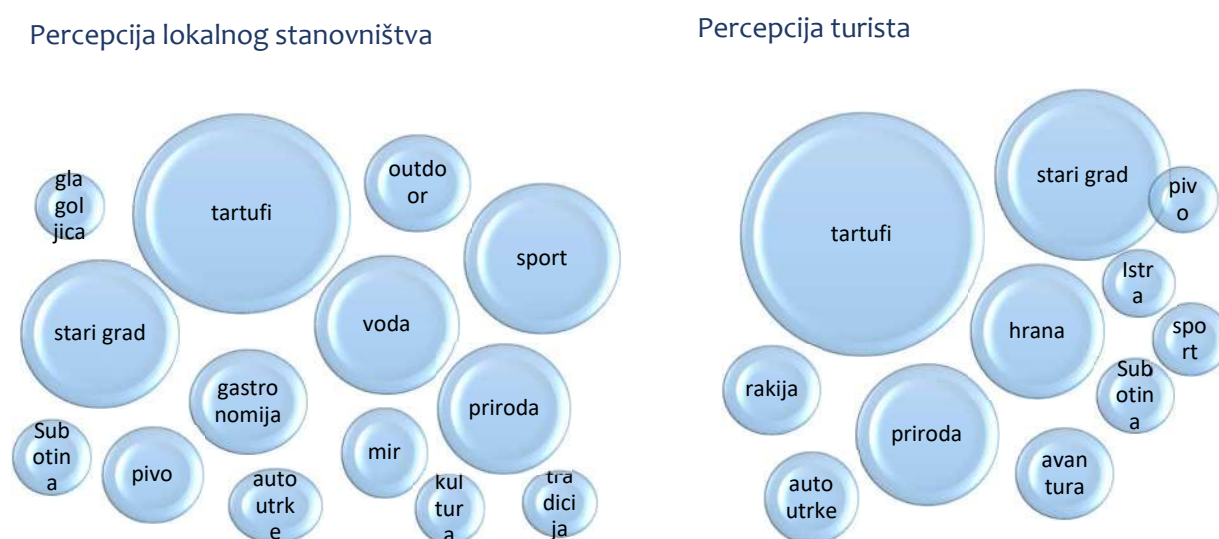 Percepcija lokalnog stanovništva
gla
gol
jica
tartufi
outdo
or
sport
stari grad
voda
gastro
nomija
priroda
Sub
otin
a
pivo
auto
utrk
e
mir
kul
tur
a
tra
dici
ja
Percepcija turista
tartufi
stari grad
piv
o
Istr
a
hrana
spo
rt
rakija
Sub
otin
a
priroda
avan
tura
auto
utrke